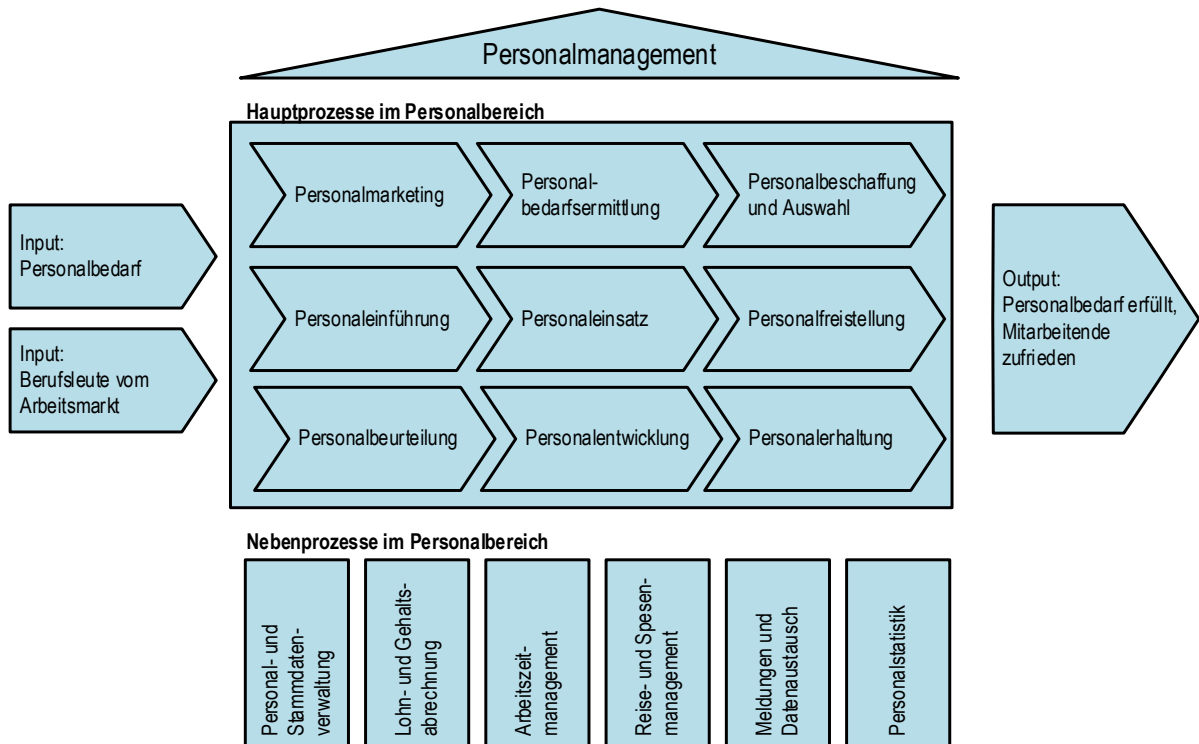 Personalmanagement
Hauptprozesse im Personalbereich
Personalmarketing
Personal-
bedarfsermittlung
Personalbeschaffung
und Auswahl
Input:
Personalbedarf
Personaleinführung
Personaleinsatz
Personalfreistellung
Input:
Berufsleute vom
Arbeitsmarkt
Personalbeurteilung
Personalentwicklung
Personalerhaltung
Output:
Personalbedarf erfüllt,
Mitarbeitende
zufrieden
Nebenprozesse im Personalbereich
Personal- und
Stammdaten-
verwaltung
Lohn- und Gehalts-
abrechnung
Arbeitszeit-
management
Reise- und Spesen-
management
Meldungen und
Datenaustausch
Personalstatistik